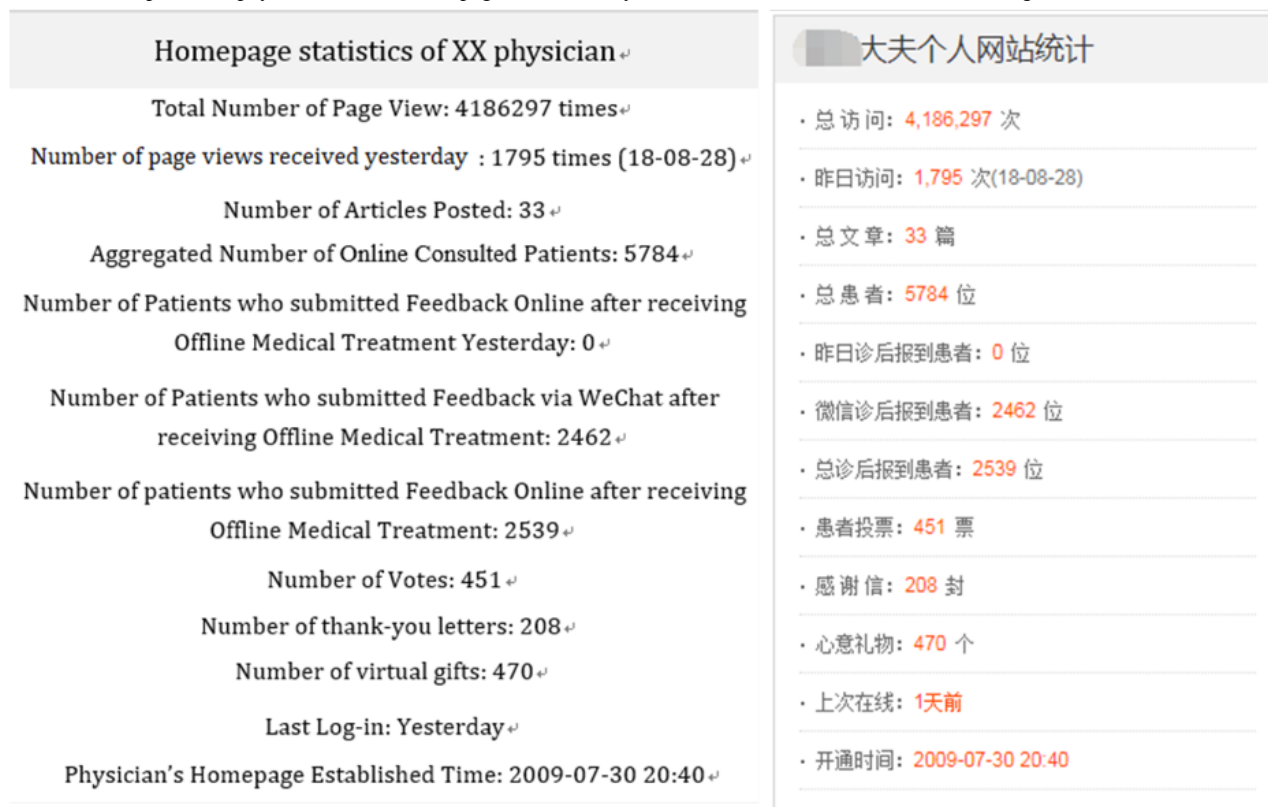 Homepage statistics of XX physician
Total Number of Page View: 4186297 times
Number of page views received yesterday : 1795 times (18-08-28)
Number of Articles Posted: 33
Aggregated Number of Online Consulted Patients: 5784
Number of Patients who submitted Feedback Online after receiving
Offline Medical Treatment Yesterday: 0
Number of Patients who submitted Feedback via WeChat after
receiving Offline Medical Treatment: 2462
Number of patients who submitted Feedback Online after receiving
Offline Medical Treatment: 2539
Number of Votes: 451
Number of thank-you letters: 208
Number of virtual gifts: 470
Last Log-in: Yesterday
Physician's Homepage Established Time: 2009-07-30 20:40
大夫个人网站统计
· 总 访 问: 4,186,297 次
· 昨日访问: 1,795 次(18-08-28)
· 总 文 章: 33 篇
· 总 患 者: 5784 位
· 昨日诊后报到患者: 0 位
· 微信诊后报到患者: 2462 位
· 总诊后报到患者: 2539 位
· 患者投票: 451 票
· 感 谢 信: 208 封
· 心意礼物: 470 个
· 上次在线: 1天前
· 开通时间: 2009-07-30 20:40